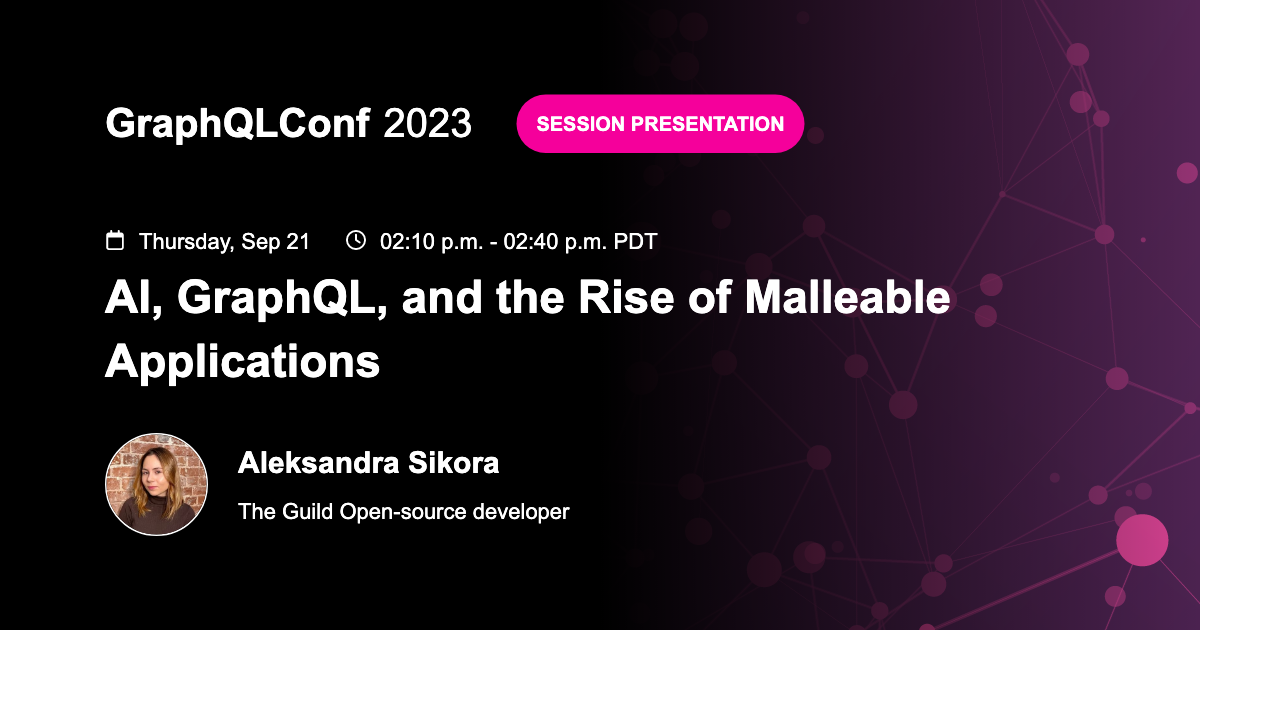 GraphQLConf 2023
SESSION PRESENTATION
Thursday, Sep 21
02:10 p.m. - 02:40 p.m. PDT
AI, GraphQL, and the Rise of Malleable
Applications
Aleksandra Sikora
The Guild Open-source developer